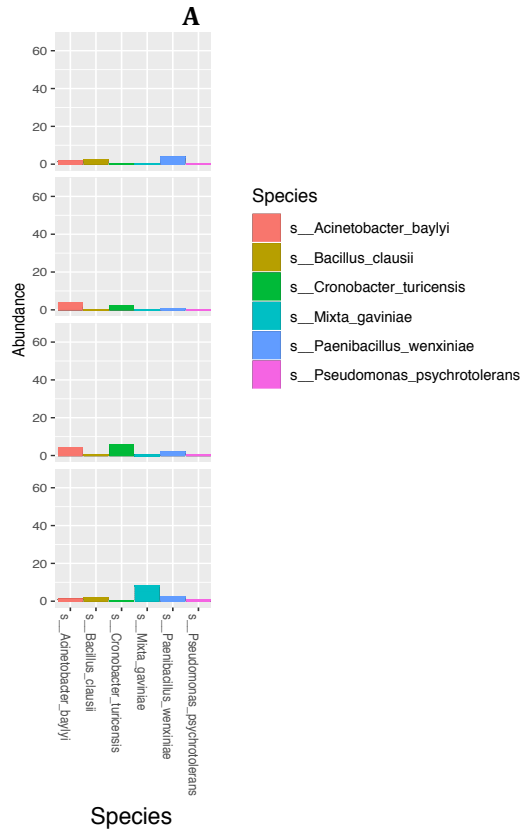 A
60
40
20
0
60
40
20
0
60
40
20
0
60
40
20
0
Abundance
s__Acinetobacter_baylyi
s__Bacillus_clausii
s__Cronobacter_turicensis
s__Mixta_gaviniae
s__Paenibacillus_wenxiniae
s__Pseudomonas_psychrotolerans
Species
Species
s__Acinetobacter_baylyi
s__Bacillus_clausii
s__Cronobacter_turicensis
s__Mixta_gaviniae
s__Paenibacillus_wenxiniae
s__Pseudomonas_psychrotolerans